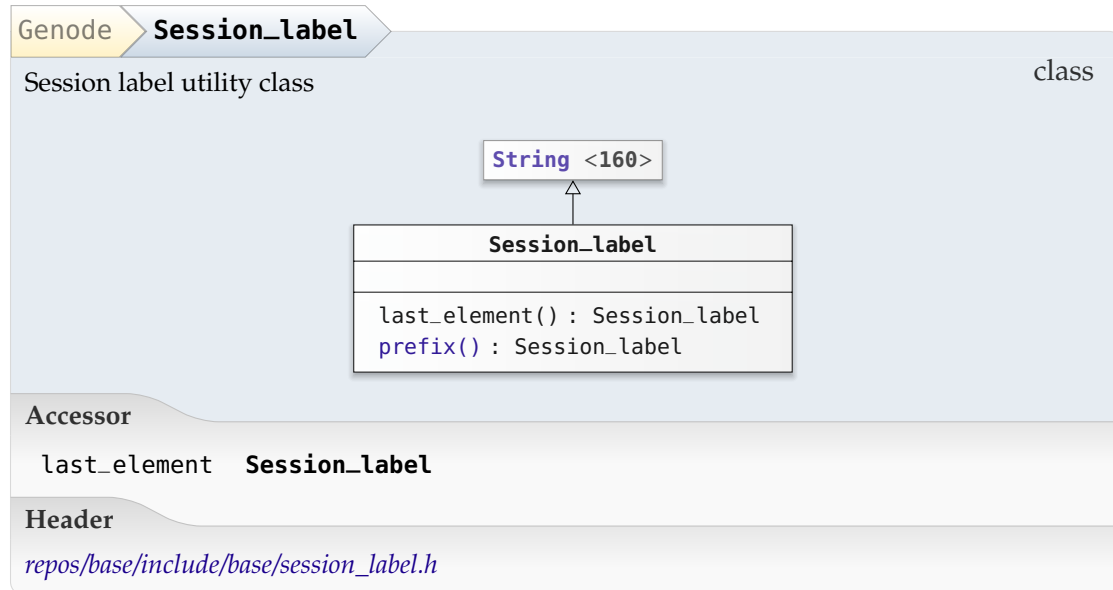 Genode Session_label
class
Session label utility class
String <160>
Session_label
last_element() : Session_label
prefix() : Session_label
Accessor
last_element Session_label
Header
repos/base/include/base/session_label.h